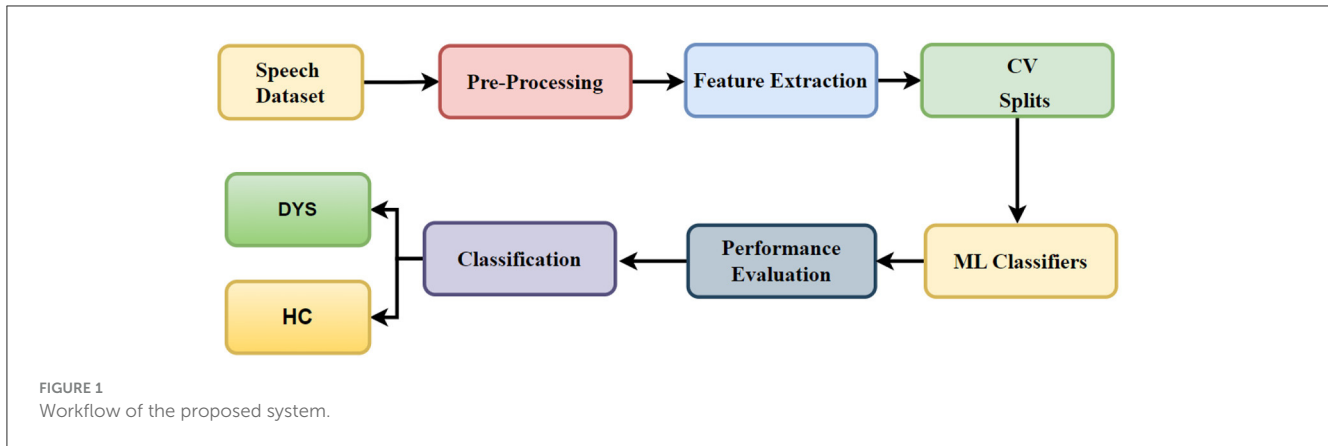 Speech
Dataset
Pre-Processing
Feature Extraction
CV
Splits
ML Classifiers
Performance
Evaluation
Classification
DYS
HC
FIGURE 1
Workflow of the proposed system.